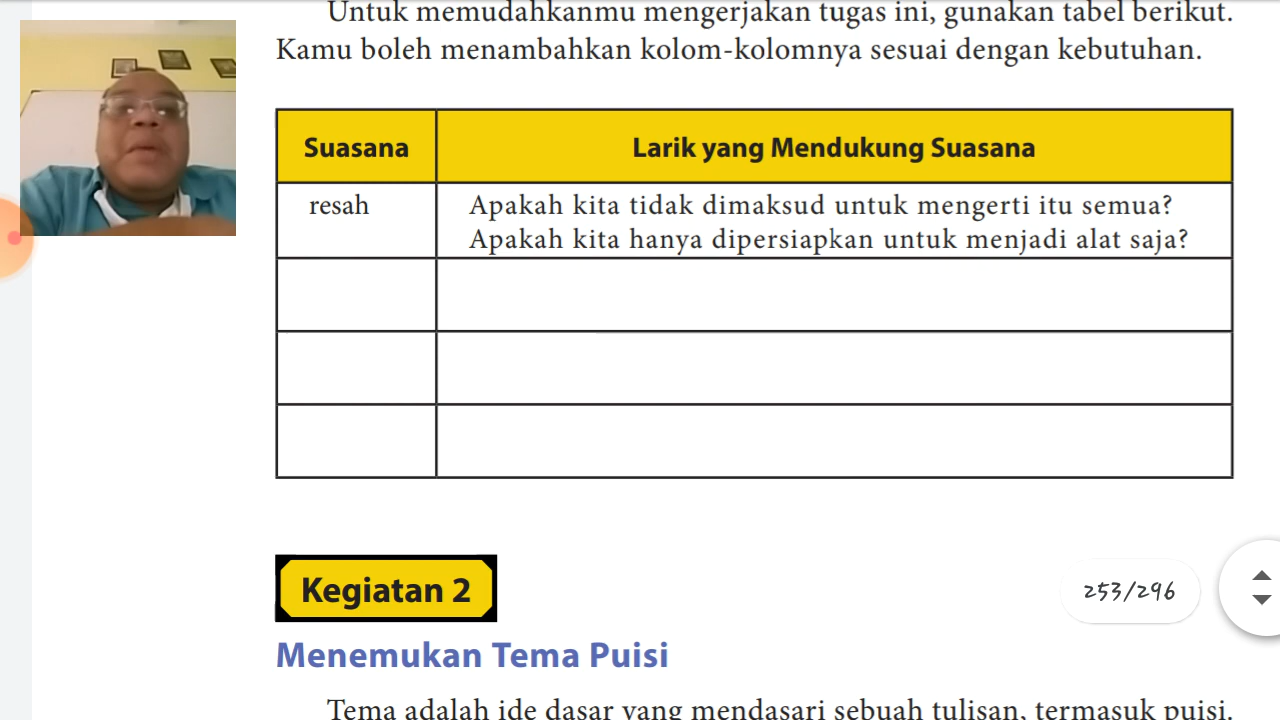 Untuk memudahkanmu mengerjakan tugas ini, gunakan tabel berikut.
Kamu boleh menambahkan kolom-kolomnya sesuai dengan kebutuhan.
Suasana
Larik yang Mendukung Suasana
resah
Apakah kita tidak dimaksud untuk mengerti itu semua?
Apakah kita hanya dipersiapkan untuk menjadi alat saja?
Kegiatan 2
253/296
Menemukan Tema Puisi
Tema adalah ide dasar yang mendasari sebuah tulisan, termasuk puisi.